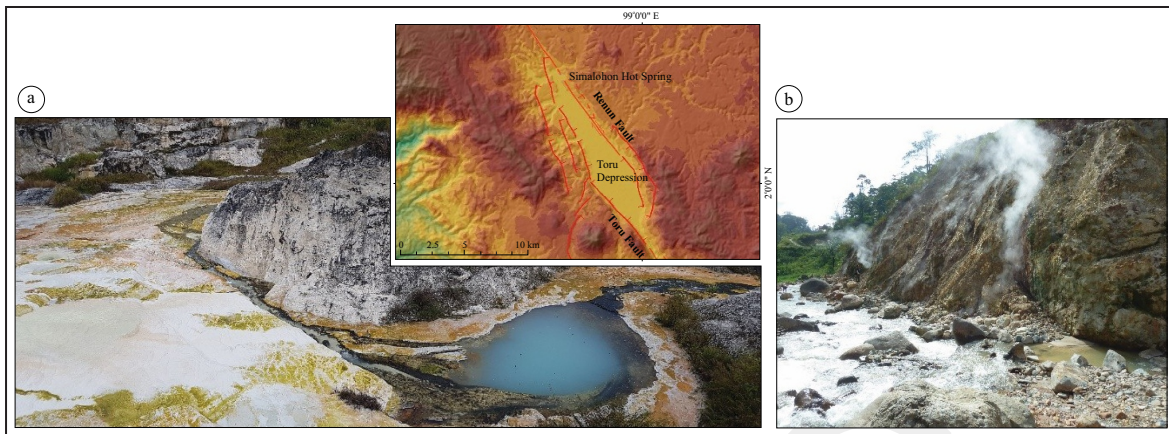 99°0'0" E
a
Simalohon Hot Spring
Renun Fault
b
Toru
Depression
2°0'0" N
Toru Fault
0 2.5 5 10 km